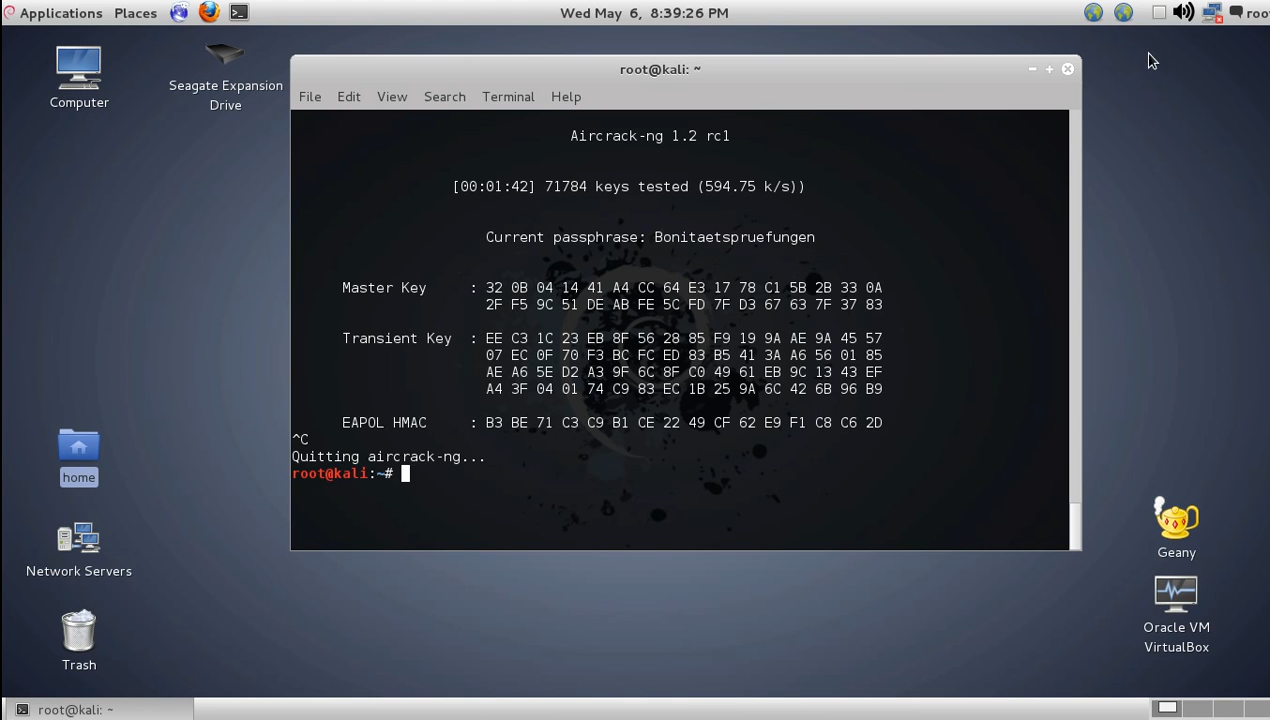 Applications Places Wed May 6, 8:39:26 PM
Computer
Seagate Expansion
Drive
root@kali: ~
File Edit View Search Terminal Help
Aircrack-ng 1.2 rc1
[00:01:42] 71784 keys tested (594.75 k/s))
Current passphrase: Bonitaetspruefungen
Master Key : 32 0B 04 14 41 A4 CC 64 E3 17 78 C1 5B 2B 33 0A
2F F5 9C 51 DE AB FE 5C FD 7F D3 67 63 7F 37 83
Transient Key : EE C3 1C 23 EB 8F 56 28 85 F9 19 9A AE 9A 45 57
07 EC 0F 70 F3 BC FC ED 83 B5 41 3A A6 56 01 85
AE A6 5E D2 A3 9F 6C 8F C0 49 61 EB 9C 13 43 EF
A4 3F 04 01 74 C9 83 EC 1B 25 9A 6C 42 6B 96 B9
EAPOL HMAC : B3 BE 71 C3 C9 B1 CE 22 49 CF 62 E9 F1 C8 C6 2D
^C
Quitting aircrack-ng...
root@kali:~#
home
Network Servers
Trash
Geany
Oracle VM
VirtualBox
root@kali: ~